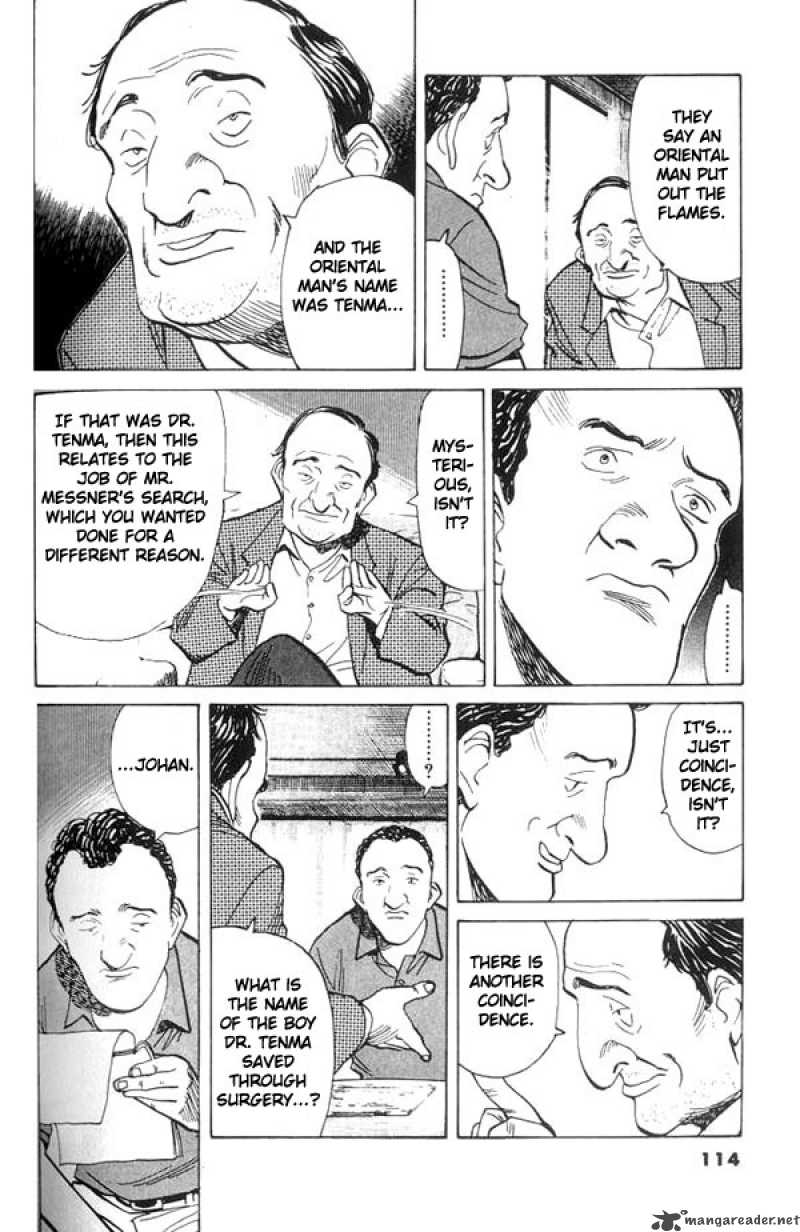 THEY
SAY AN
ORIENTAL
MAN PUT
OUT THE
FLAMES.
.........
AND THE
ORIENTAL
MAN'S NAME
WAS TENMA...
.........
MYS-
TERI-
OUS,
ISN'T
IT?
IF THAT WAS DR.
TENMA, THEN THIS
RELATES TO THE
JOB OF MR.
MESSNER'S SEARCH,
WHICH YOU WANTED
DONE FOR A
DIFFERENT REASON.
IT'S...
JUST
COINCI-
DENCE,
ISN'T
IT?
THERE IS
ANOTHER
COINCI-
DENCE.
......
?
WHAT IS
THE NAME
OF THE BOY
DR. TENMA
SAVED
THROUGH
SURGERY...?
...JOHAN.
114
mangareader.net